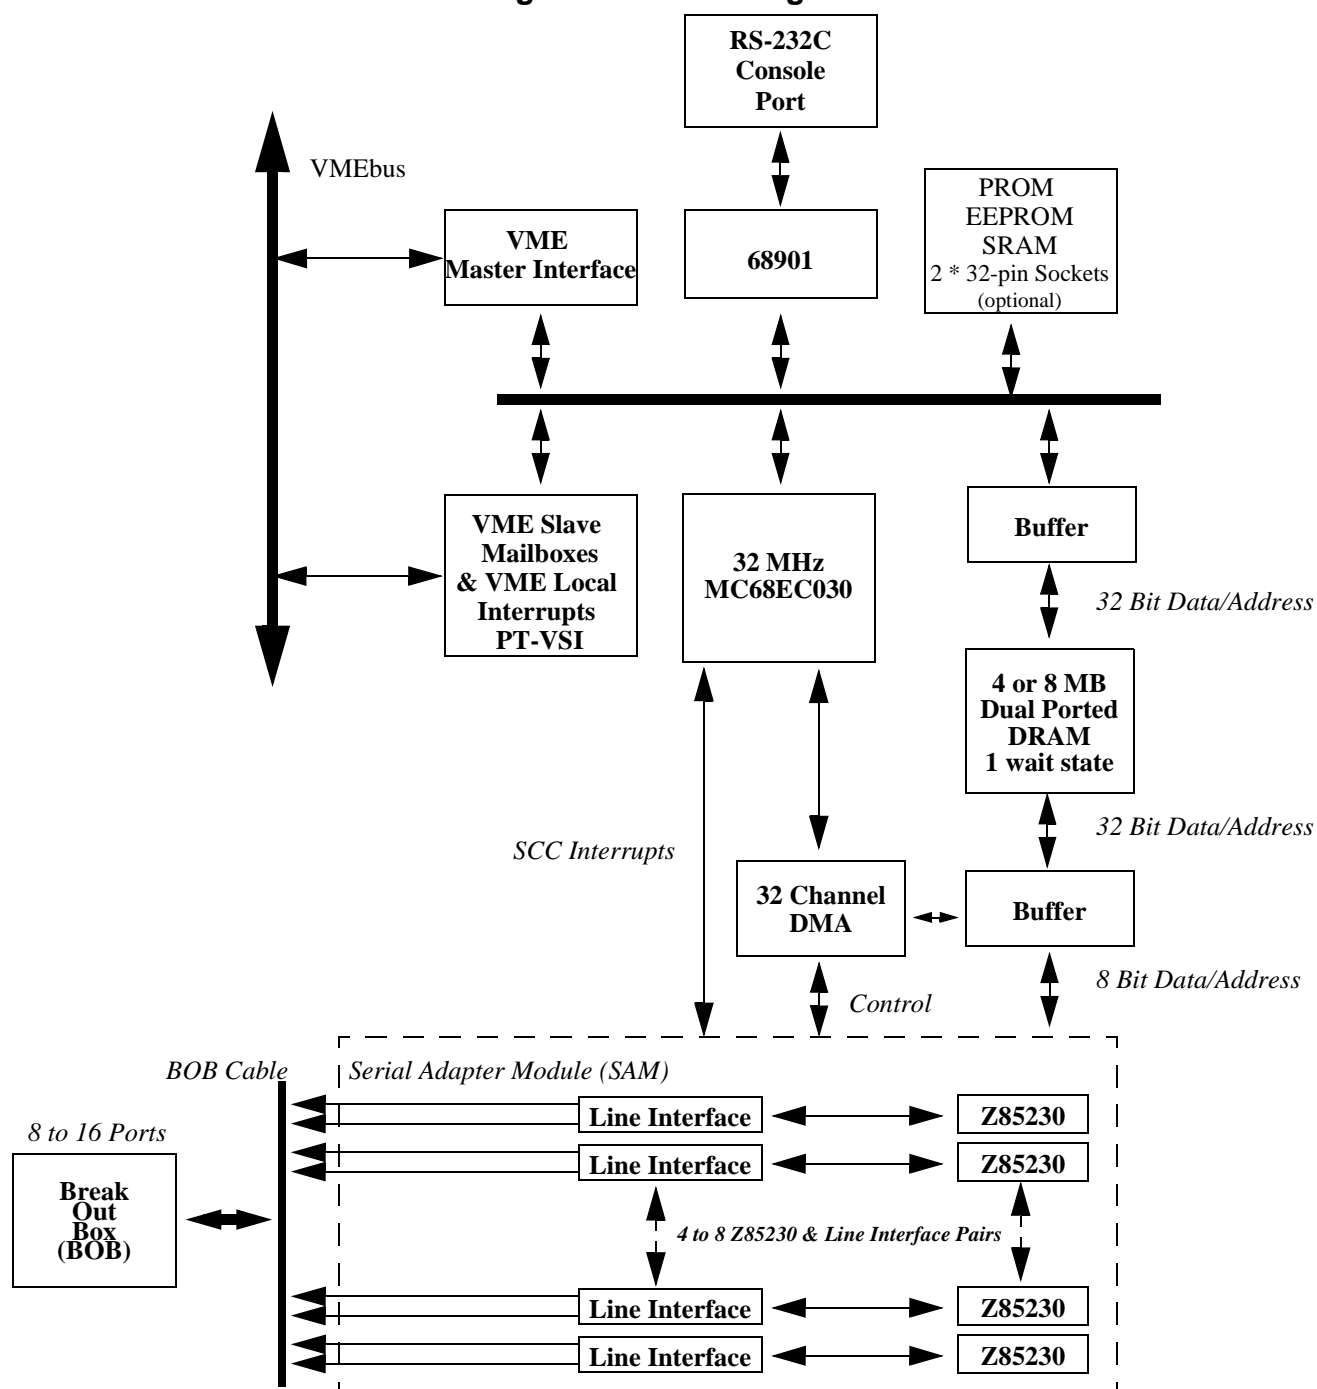 RS-232C
Console
Port
VMEbus
VME
Master Interface
68901
PROM
EEPROM
SRAM
2 * 32-pin Sockets
(optional)
VME Slave
Mailboxes
& VME Local
Interrupts
PT-VSI
32 MHz
MC68EC030
Buffer
32 Bit Data/Address
4 or 8 MB
Dual Ported
DRAM
1 wait state
32 Bit Data/Address
SCC Interrupts
32 Channel
DMA
Buffer
8 Bit Data/Address
Control
BOB Cable
Serial Adapter Module (SAM)
8 to 16 Ports
Break
Out
Box
(BOB)
Line Interface
Z85230
Line Interface
Z85230
4 to 8 Z85230 & Line Interface Pairs
Line Interface
Z85230
Line Interface
Z85230